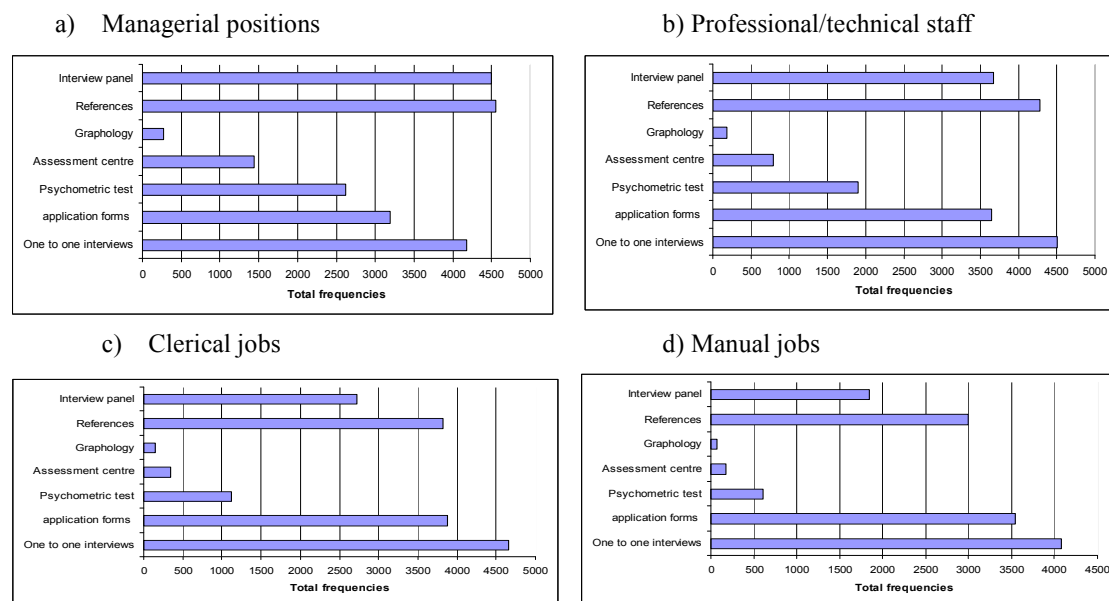 a) Managerial positions
Interview panel
References
Graphology
Assessment centre
Psychometric test
application forms
One to one interviews
0 500 1000 1500 2000 2500 3000 3500 4000 4500 5000
Total frequencies
b) Professional/technical staff
Interview panel
References
Graphology
Assessment centre
Psychometric test
application forms
One to one interviews
0 500 1000 1500 2000 2500 3000 3500 4000 4500 5000
Total frequencies
c) Clerical jobs
Interview panel
References
Graphology
Assessment centre
Psychometric test
application forms
One to one interviews
0 500 1000 1500 2000 2500 3000 3500 4000 4500 5000
Total frequencies
d) Manual jobs
Interview panel
References
Graphology
Assessment centre
Psychometric test
application forms
One to one interviews
0 500 1000 1500 2000 2500 3000 3500 4000 4500
Total frequencies